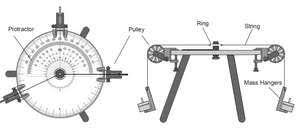 Protractor
Pulley
Ring
String
Mass Hangers